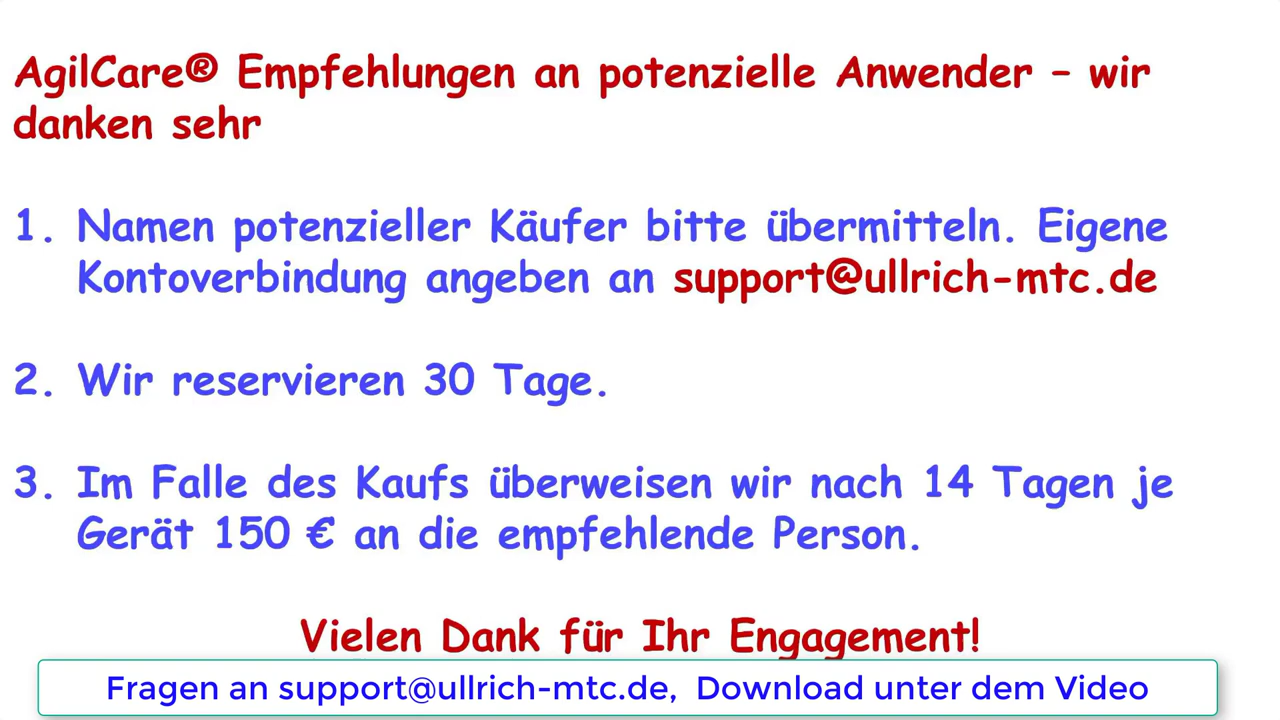 AgilCare® Empfehlungen an potenzielle Anwender – wir
danken sehr
1. Namen potenzieller Käufer bitte übermitteln. Eigene
Kontoverbindung angeben an support@ullrich-mtc.de
2. Wir reservieren 30 Tage.
3. Im Falle des Kaufs überweisen wir nach 14 Tagen je
Gerät 150 € an die empfehlende Person.
Vielen Dank für Ihr Engagement!
Fragen an support@ullrich-mtc.de, Download unter dem Video